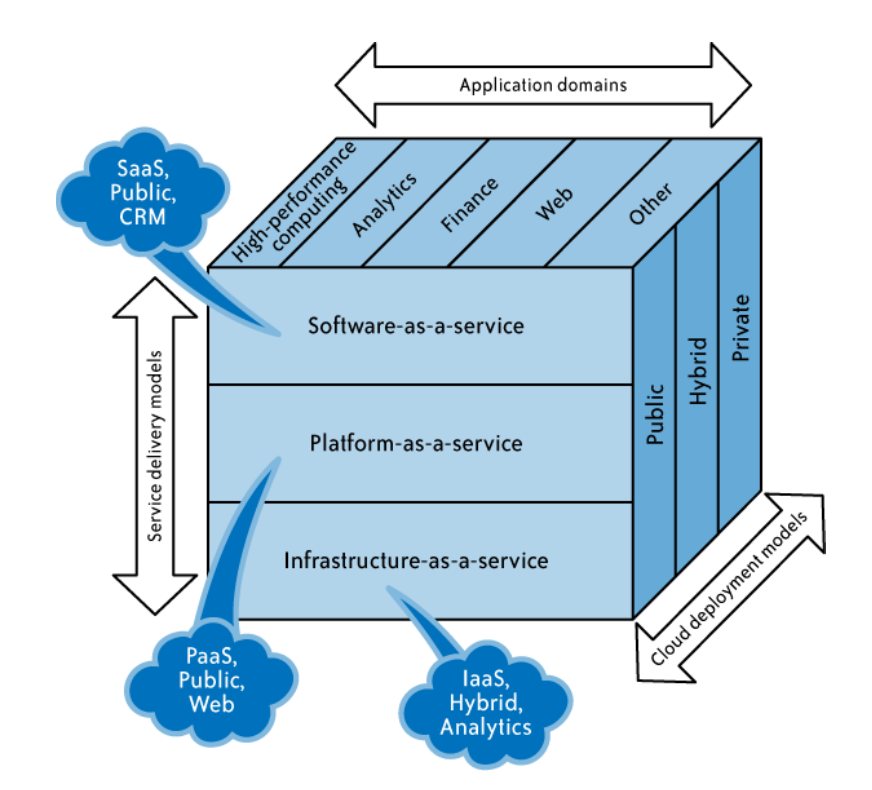 Application domains
SaaS,
Public,
CRM
High-performance
computing
Analytics
Finance
Web
Other
Service delivery models
Software-as-a-service
Platform-as-a-service
Infrastructure-as-a-service
Public
Hybrid
Private
Cloud deployment models
PaaS,
Public,
Web
IaaS,
Hybrid,
Analytics